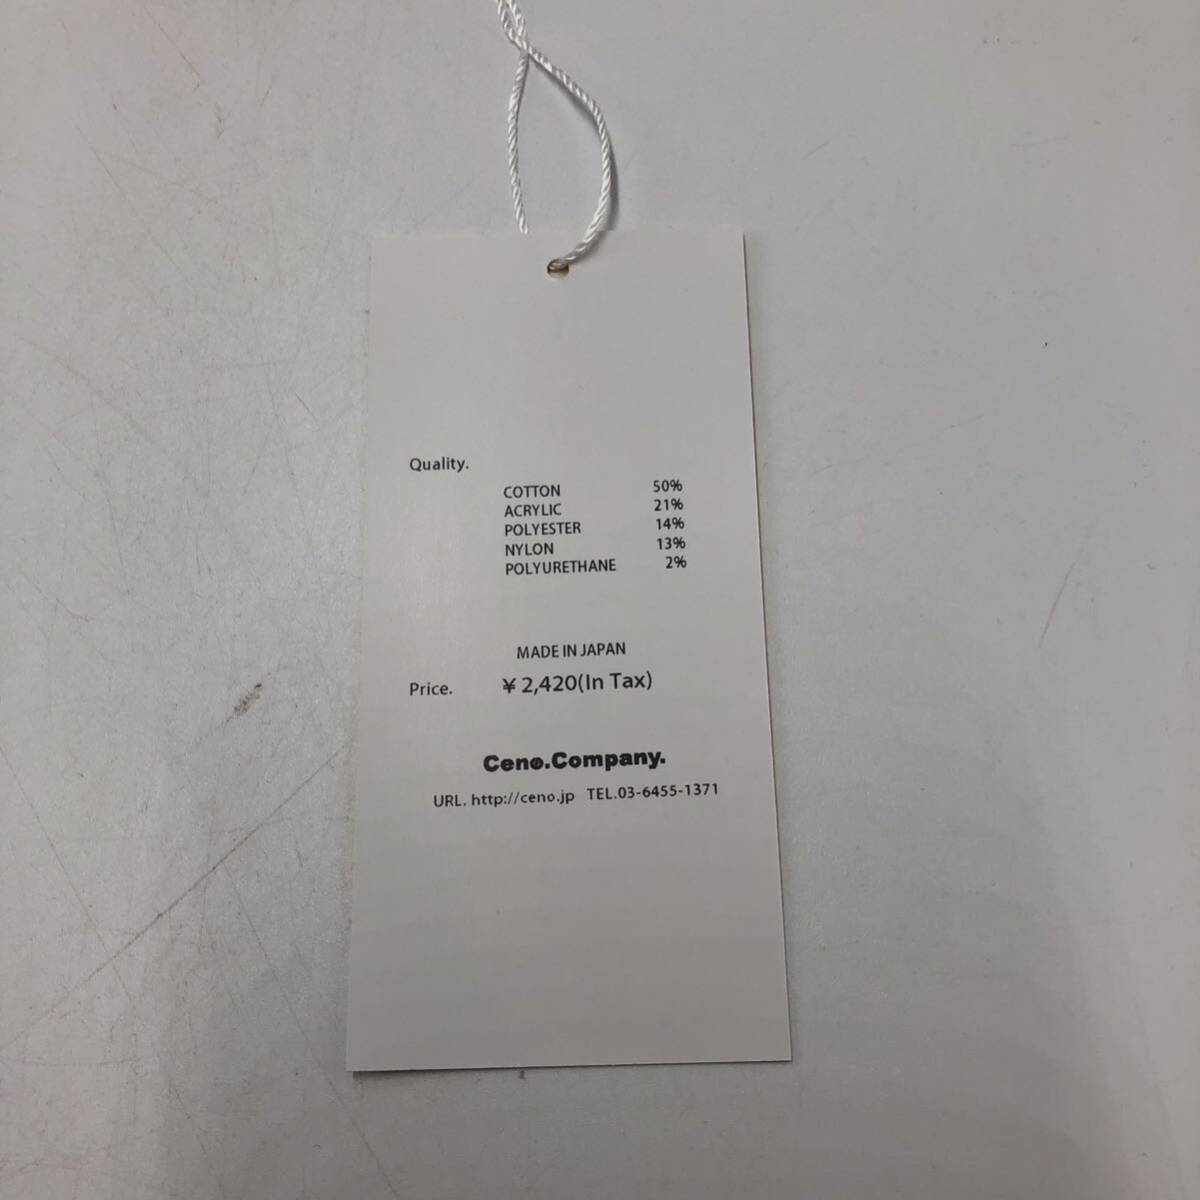 Quality.
COTTON 50%
ACRYLIC 21%
POLYESTER 14%
NYLON 13%
POLYURETHANE 2%
MADE IN JAPAN
Price. ¥ 2,420(In Tax)
Ceno.Company.
URL. http://ceno.jp TEL.03-6455-1371